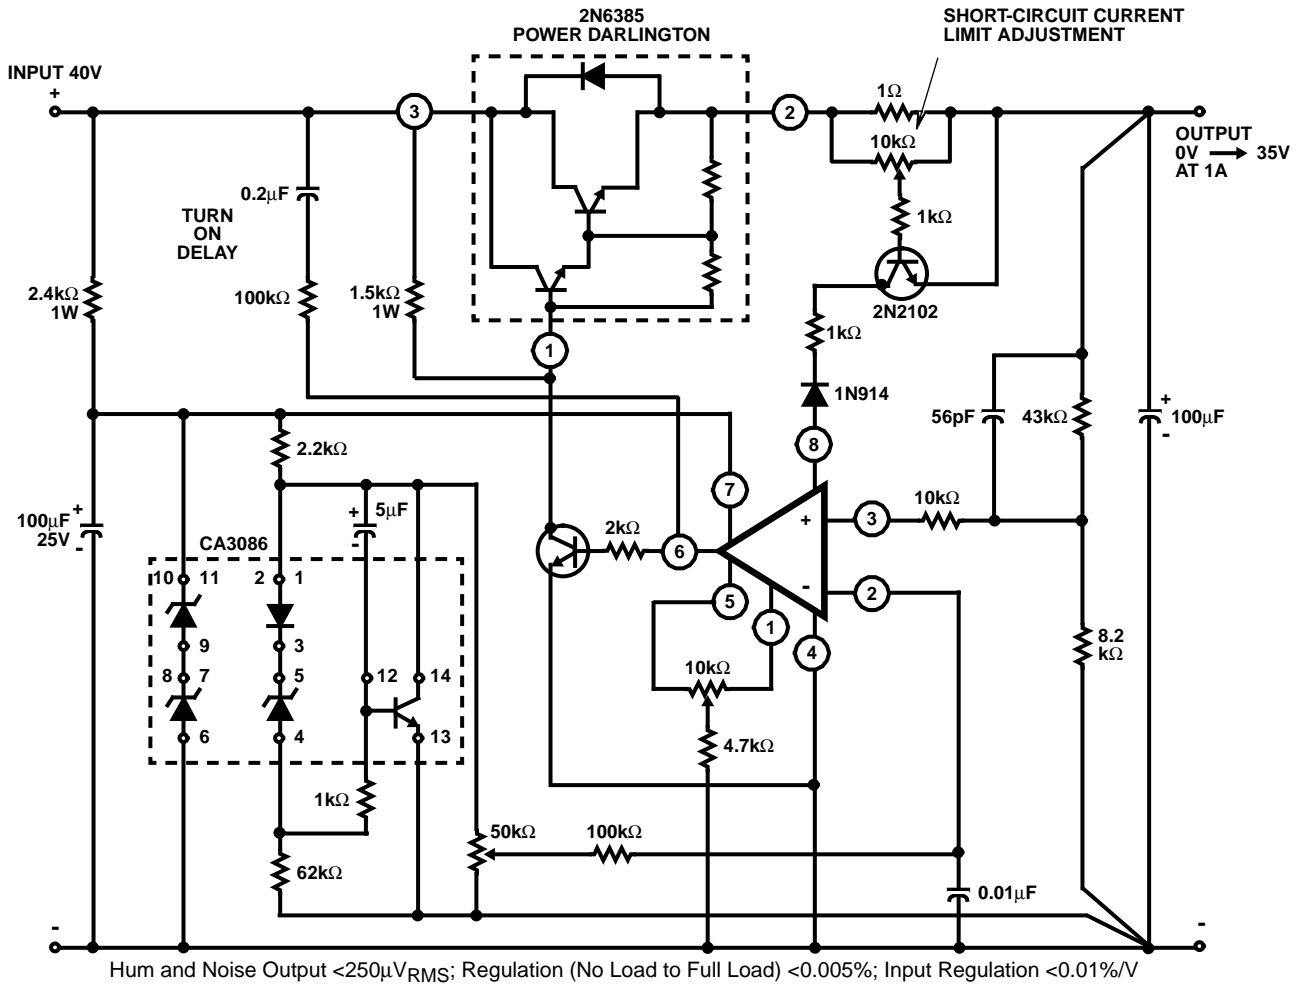 2N6385
POWER DARLINGTON
SHORT-CIRCUIT CURRENT
LIMIT ADJUSTMENT
INPUT 40V
+
3
2
1Ω
10kΩ
OUTPUT
0V → 35V
AT 1A
0.2μF
TURN
ON
DELAY
1kΩ
2.4kΩ
1W
100kΩ
1.5kΩ
1W
2N2102
1
1kΩ
1N914
56pF
43kΩ
+
100μF
-
2.2kΩ
8
7
10kΩ
+
100μF
25V
-
+
5μF
-
2kΩ
6
+
3
CA3086
10
11
2
1
-
2
5
1
9
3
4
8.2
kΩ
8
7
5
12
14
10kΩ
6
4
13
4.7kΩ
1kΩ
50kΩ
100kΩ
62kΩ
0.01μF
-
-
Hum and Noise Output <250μVRMS; Regulation (No Load to Full Load) <0.005%; Input Regulation <0.01%/V